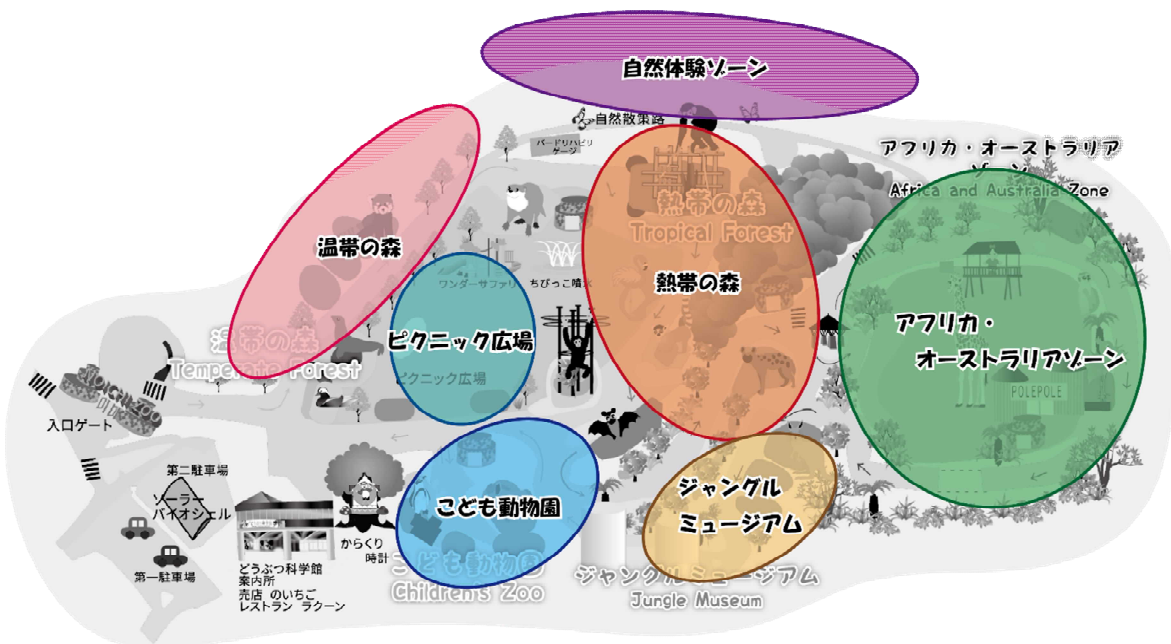 自然体験ゾーン
自然散策路
バードリハビリ
ゲージ
アフリカ・オーストラリア
ゾーン
Africa and Australia Zone
熱帯の森
Tropical Forest
温帯の森
熱帯の森
ワンダーサファリ
ちびっこ噴水
アフリカ・
オーストラリアゾーン
ピクニック広場
温帯の森
Temperate Forest
ピクニック広場
POLEPOLE
NOICHI ZOO
入口ゲート
第二駐車場
ソーラー
バイオシェル
第一駐車場
からくり
時計
どうぶつ科学館
案内所
売店 のいちご
レストラン ラクーン
こども動物園
こども動物園
Children's Zoo
ジャングル
ミュージアム
ジャングルミュージアム
Jungle Museum